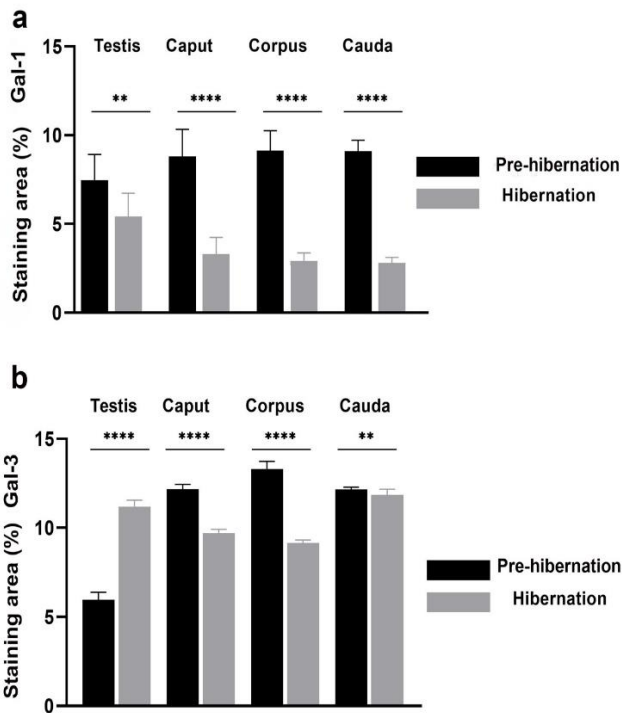 a
Testis Caput Corpus Cauda
** **** **** ****
Staining area (%) Gal-1
15
10
5
0
Pre-hibernation
Hibernation
b
Testis Caput Corpus Cauda
**** **** **** **
Staining area (%) Gal-3
15
10
5
0
Pre-hibernation
Hibernation